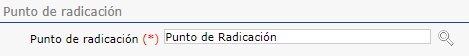 Punto de radicación
Punto de radicación (*) Punto de Radicación